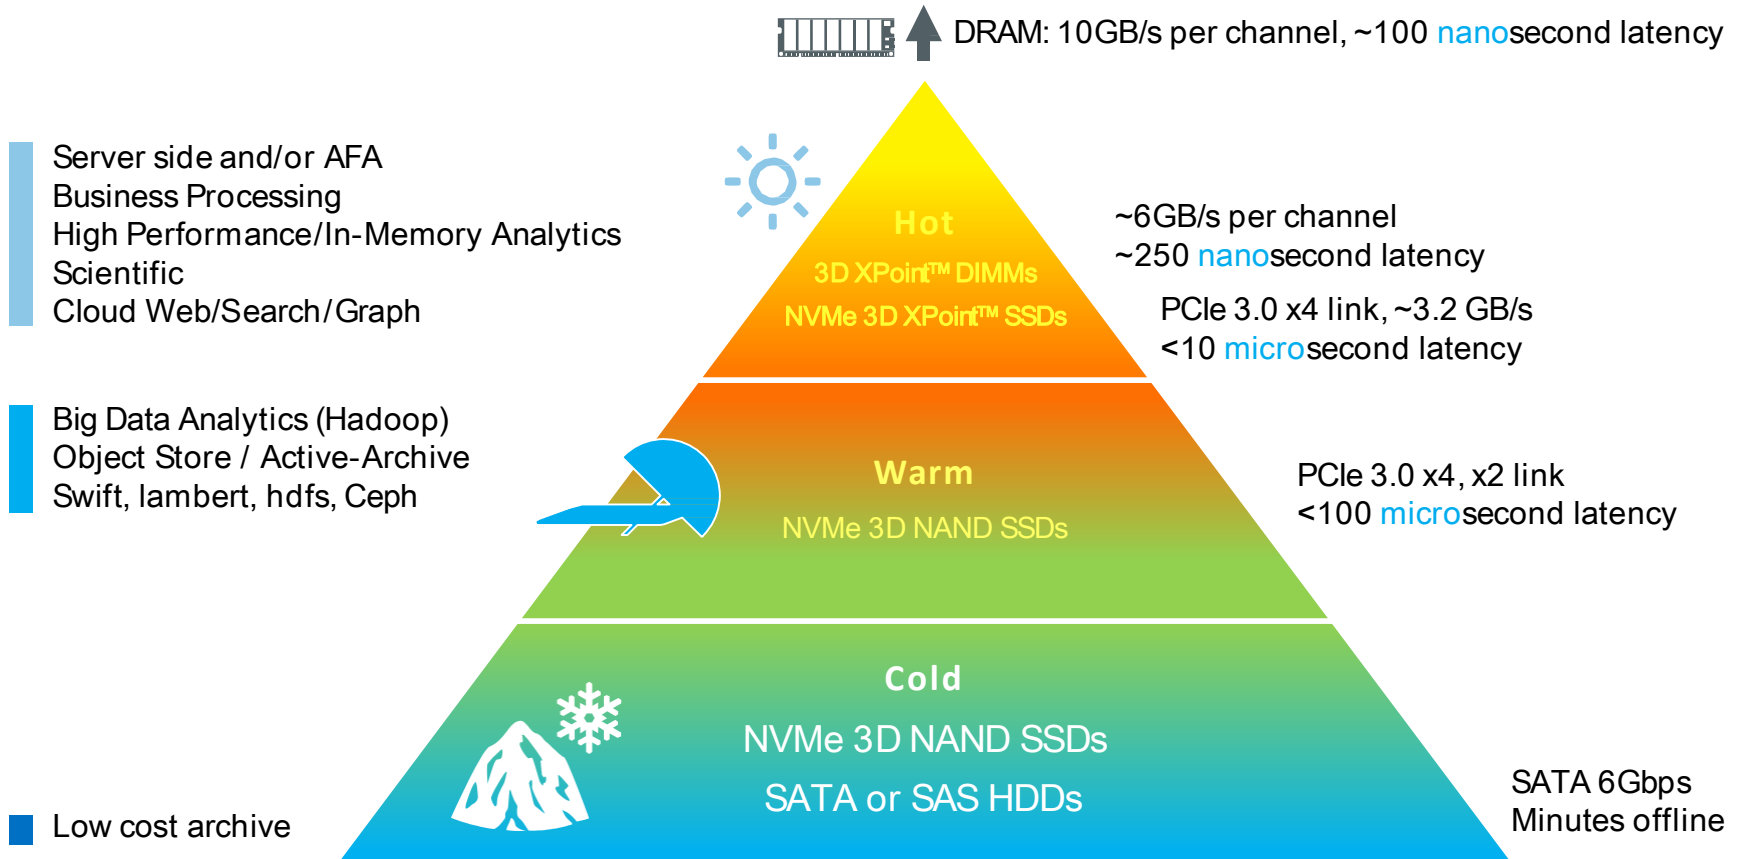 DRAM: 10GB/s per channel, ~100 nanosecond latency
Server side and/or AFA
Business Processing
High Performance/In-Memory Analytics
Scientific
Cloud Web/Search/Graph
Hot
3D XPoint™ DIMMs
NVMe 3D XPoint™ SSDs
~6GB/s per channel
~250 nanosecond latency
PCIe 3.0 x4 link, ~3.2 GB/s
<10 microsecond latency
Big Data Analytics (Hadoop)
Object Store / Active-Archive
Swift, lambert, hdfs, Ceph
Warm
NVMe 3D NAND SSDs
PCIe 3.0 x4, x2 link
<100 microsecond latency
Cold
NVMe 3D NAND SSDs
SATA or SAS HDDs
Low cost archive
SATA 6Gbps
Minutes offline